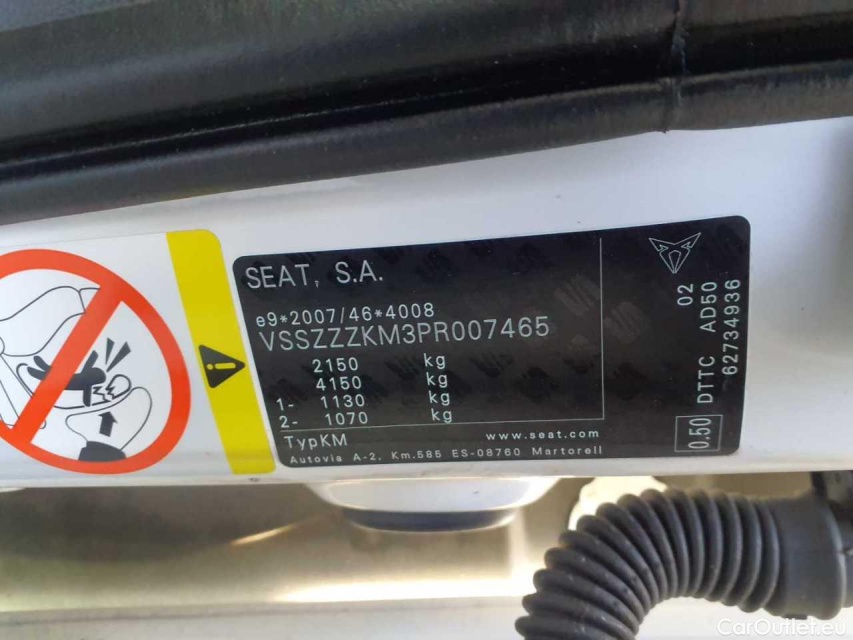 SEAT, S.A.
e9*2007/46*4008
VSSZZZKM3PR007465
2150 kg
4150 kg
1- 1130 kg
2- 1070 kg
TypKM
www.seat.com
Autovia A-2, Km.585 ES-08760 Martorell
0.50 DTTC AD50
02
62734936
CarOutlet.eu